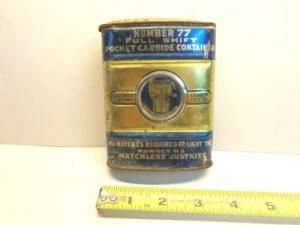 NUMBER 77
FULL SHIFT
POCKET CARBIDE CONTAINER
NO MATCHES REQUIRED TO LIGHT THE
NUMBER 95
MATCHLESS JUSTRITE
1 2 3 4 5